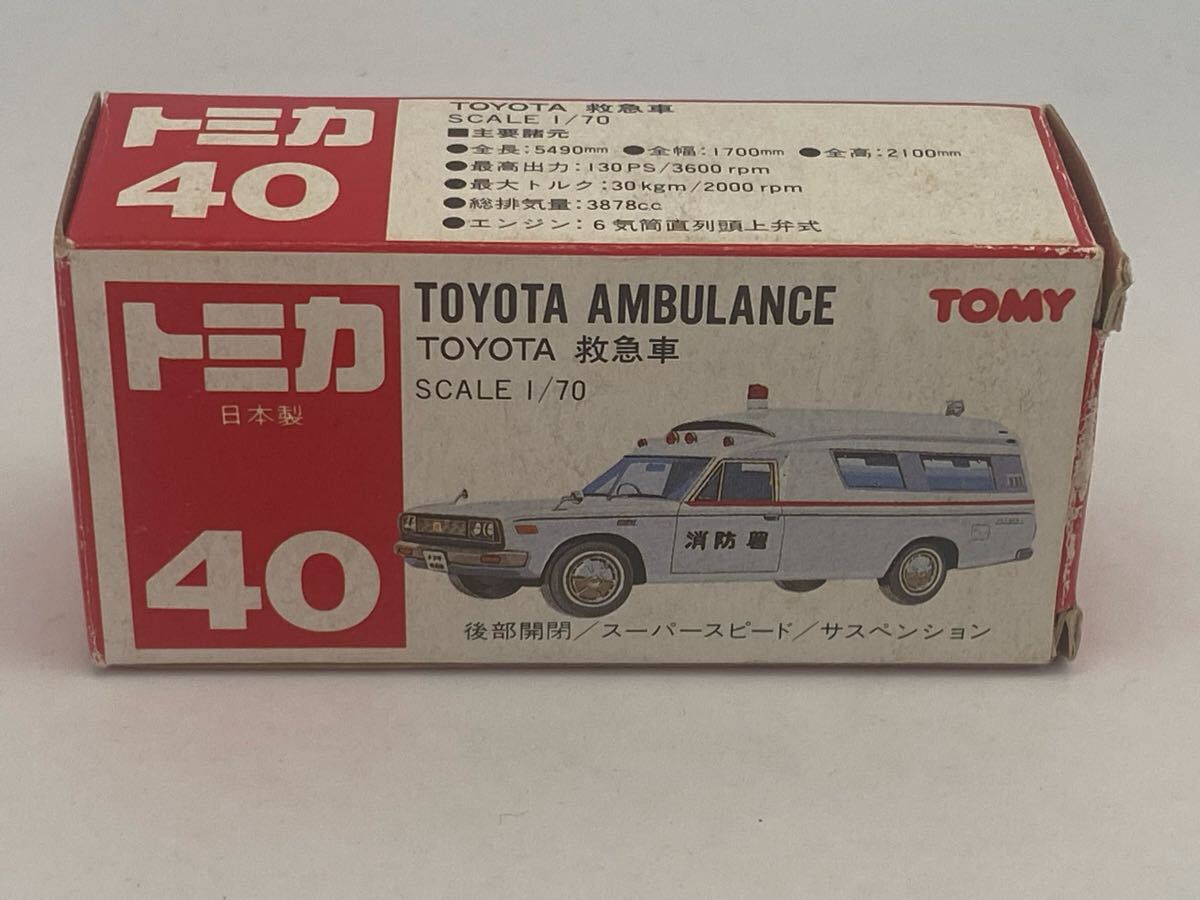 トミカ
40
TOYOTA 救急車
SCALE 1/70
■主要諸元
●全長:5490mm ●全幅:1700mm ●全高:2100mm
●最高出力:130PS/3600rpm
●最大トルク:30kgm/2000rpm
●総排気量:3878cc
●エンジン:6気筒直列頭上弁式
トミカ
日本製
40
TOYOTA AMBULANCE
TOYOTA 救急車
SCALE 1/70
TOMY
消防署
後部開閉/スーパースピード/サスペンション